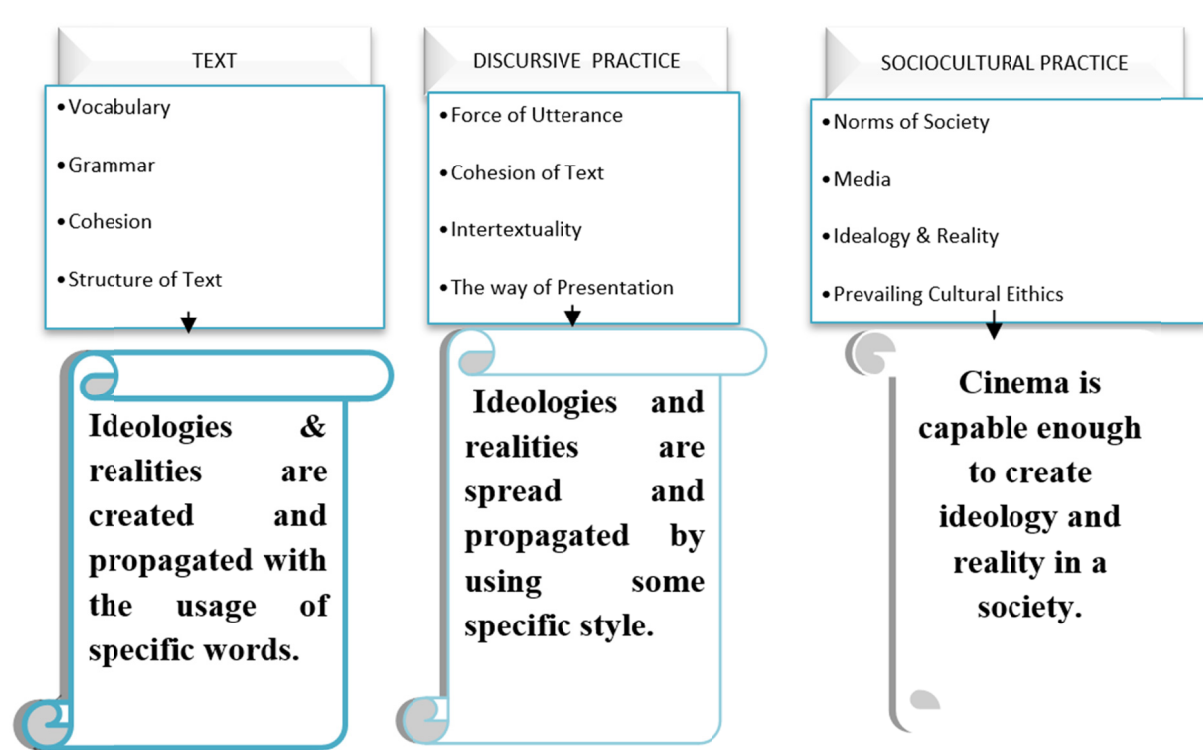 TEXT
•Vocabulary
•Grammar
•Cohesion
•Structure of Text
Ideologies &
realities are
created and
propagated with
the usage of
specific words.
DISCURSIVE PRACTICE
•Force of Utterance
•Cohesion of Text
•Intertextuality
•The way of Presentation
Ideologies and
realities are
spread and
propagated by
using some
specific style.
SOCIOCULTURAL PRACTICE
•Norms of Society
•Media
•Idealogy & Reality
•Prevailing Cultural Eithics
Cinema is
capable enough
to create
ideology and
reality in a
society.